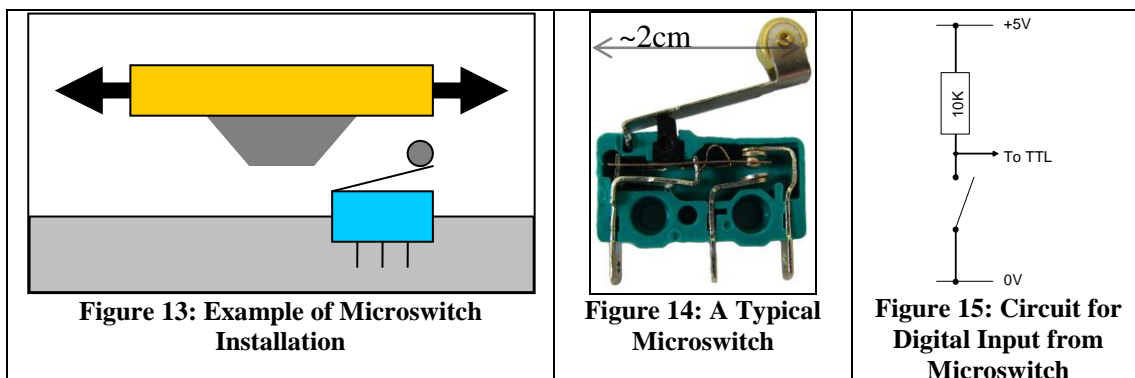 Figure 13: Example of Microswitch
Installation
~2cm
Figure 14: A Typical
Microswitch
+5V
10K
To TTL
0V
Figure 15: Circuit for
Digital Input from
Microswitch